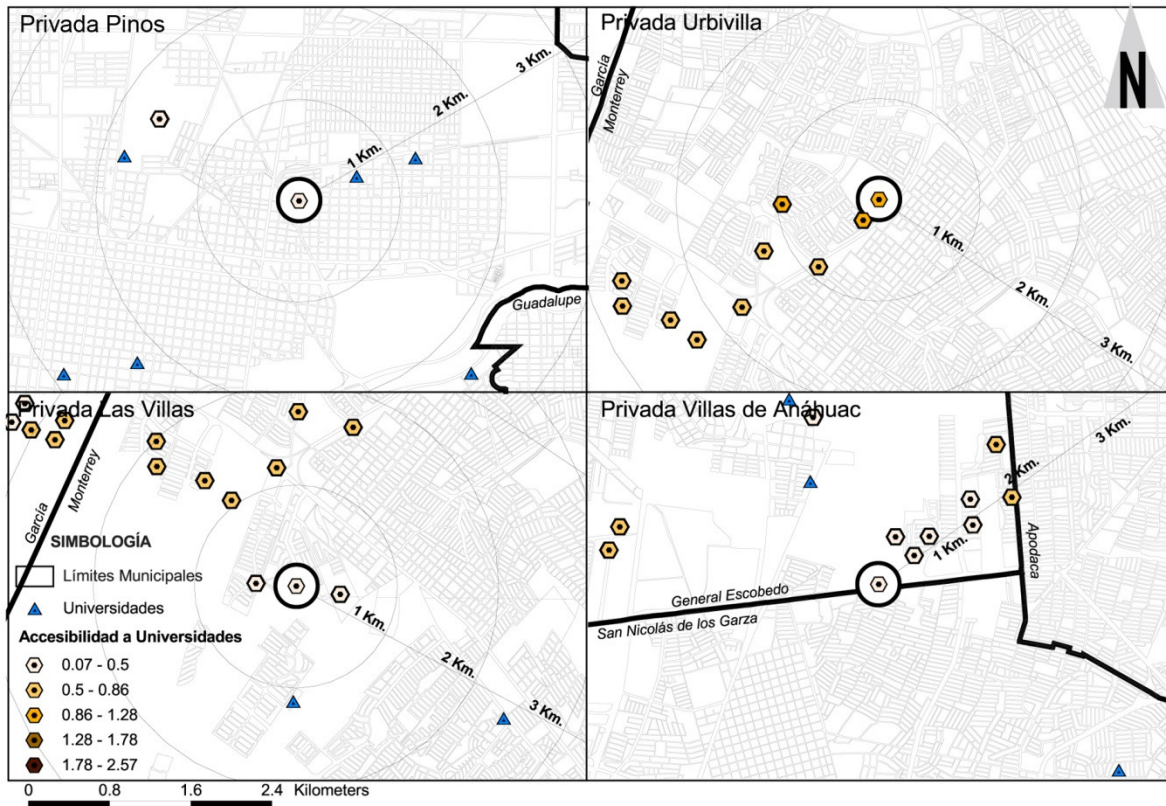 Privada Pinos
1 Km.
2 Km.
3 Km.
Guadalupe
Privada Urbivilla
García
Monterrey
N
1 Km.
2 Km.
3 Km.
Privada Las Villas
García
Monterrey
1 Km.
2 Km.
3 Km.
SIMBOLOGÍA
Límites Municipales
Universidades
Accesibilidad a Universidades
0.07 - 0.5
0.5 - 0.86
0.86 - 1.28
1.28 - 1.78
1.78 - 2.57
0 0.8 1.6 2.4 Kilometers
Privada Villas de Anáhuac
1 Km.
2 Km.
3 Km.
Apodaca
General Escobedo
San Nicolás de los Garza